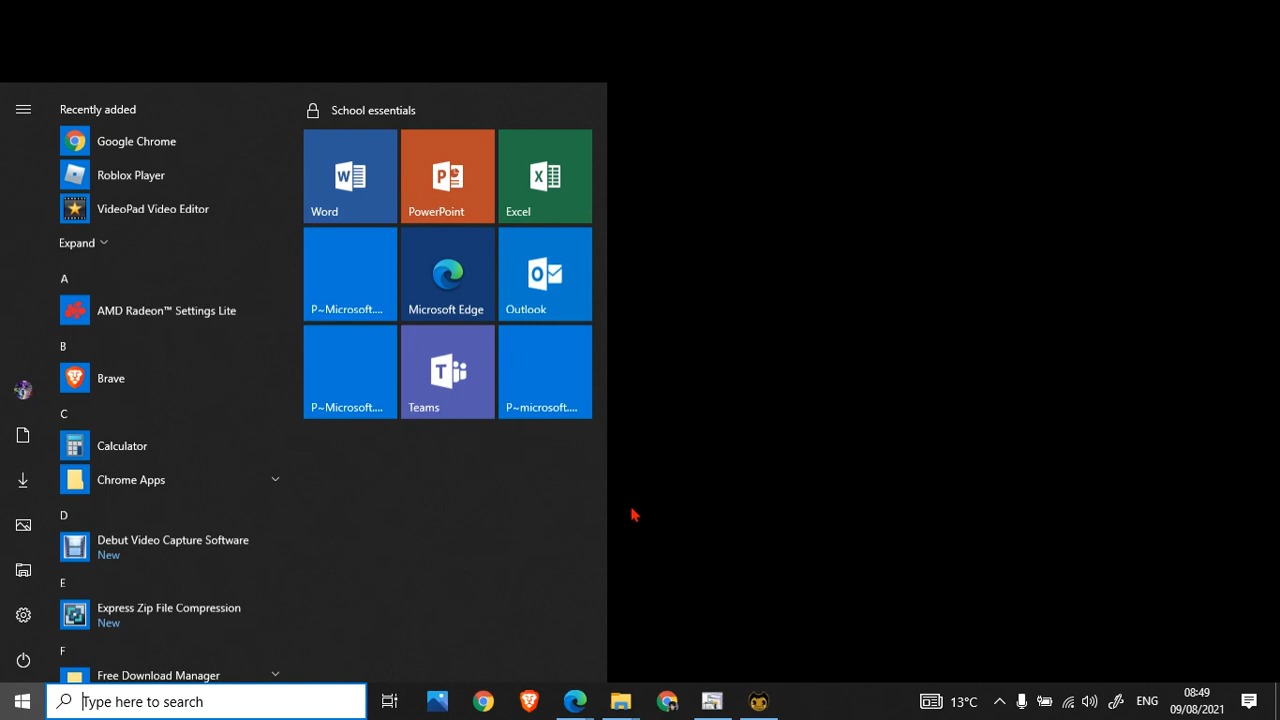 Recently added
Google Chrome
Roblox Player
VideoPad Video Editor
Expand
A
AMD Radeon™ Settings Lite
B
Brave
C
Calculator
Chrome Apps
D
Debut Video Capture Software
New
E
Express Zip File Compression
New
F
Free Download Manager
School essentials
Word
PowerPoint
Excel
P~Microsoft....
Microsoft Edge
Outlook
P~Microsoft....
Teams
P~microsoft....
Type here to search
13°C
ENG
08:49
09/08/2021